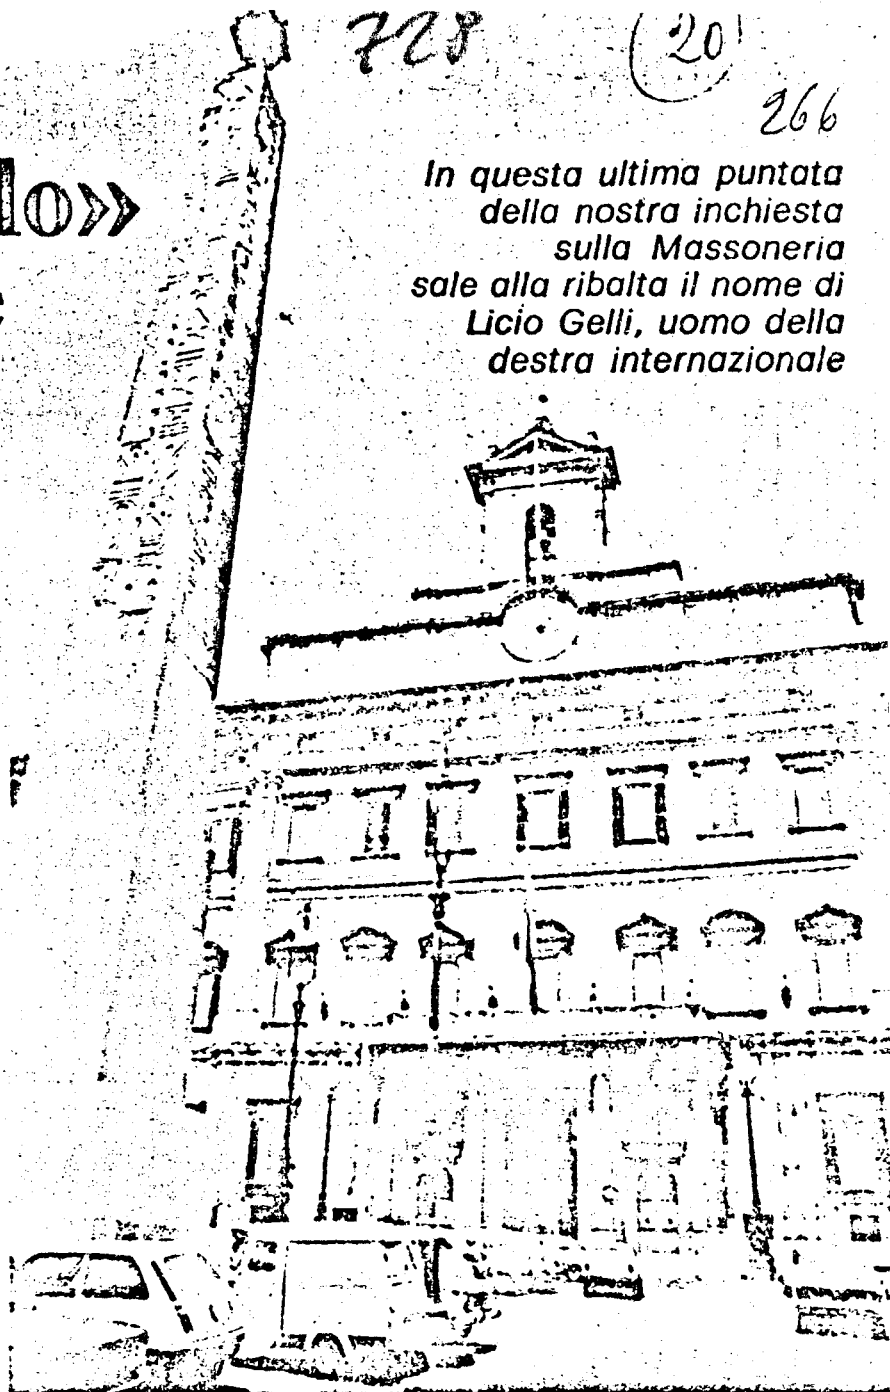 728
20
266
lo»
In questa ultima puntata
della nostra inchiesta
sulla Massoneria
sale alla ribalta il nome di
Licio Gelli, uomo della
destra internazionale